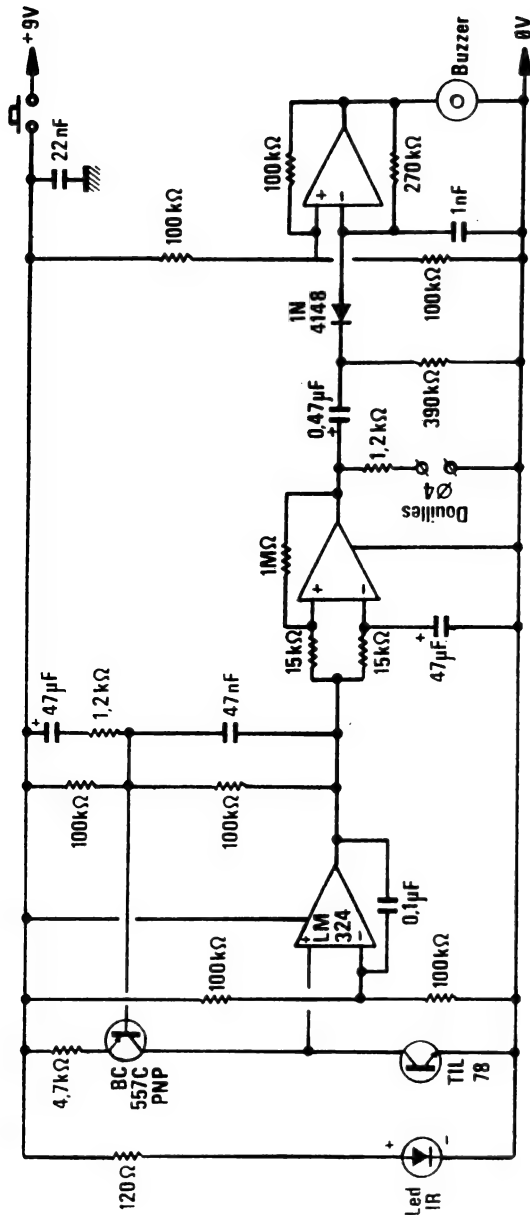 +9V
22nF
100kΩ
100kΩ
270kΩ
Buzzer
0V
1nF
100kΩ
1N
4148
+
-
0,47µF
+
390kΩ
1,2kΩ
Douilles
Ø4
1MΩ
+
-
15kΩ
15kΩ
+
47µF
+
47µF
1,2kΩ
47nF
100kΩ
100kΩ
+
LM
324
-
0,1µF
100kΩ
100kΩ
4,7kΩ
BC
557C
PNP
TIL
78
120Ω
+
-
Led
IR